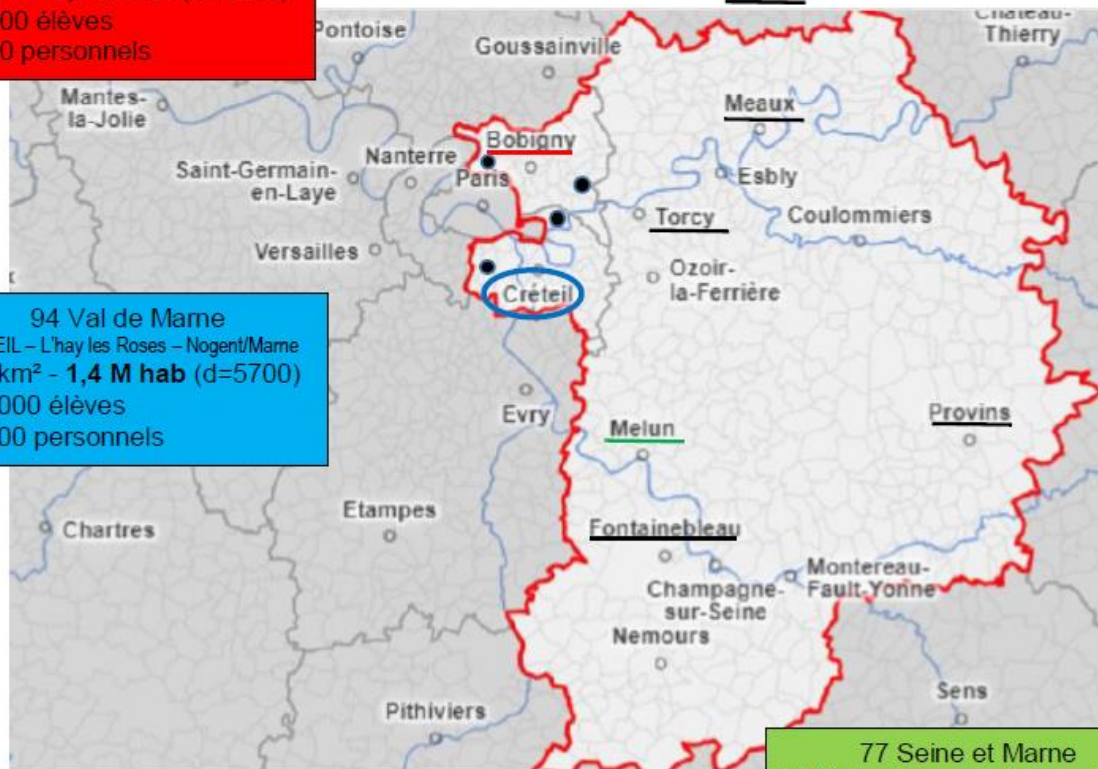 00 élèves
0 personnels
Pontoise
Goussainville
Château-
Thierry
Mantes-
la-Jolie
Meaux
Bobigny
Saint-Germain-
en-Laye
Nanterre
Paris
Esbly
Torcy
Coulommiers
Versailles
Ozoir-
la-Ferrière
Créteil
94 Val de Marne
EIL – L'hay les Roses – Nogent/Marne
km² - 1,4 M hab (d=5700)
000 élèves
00 personnels
Evry
Melun
Provins
Chartres
Etampes
Fontainebleau
Champagne-
sur-Seine
Montereau-
Fault-Yonne
Nemours
Sens
Pithiviers
77 Seine et Marne